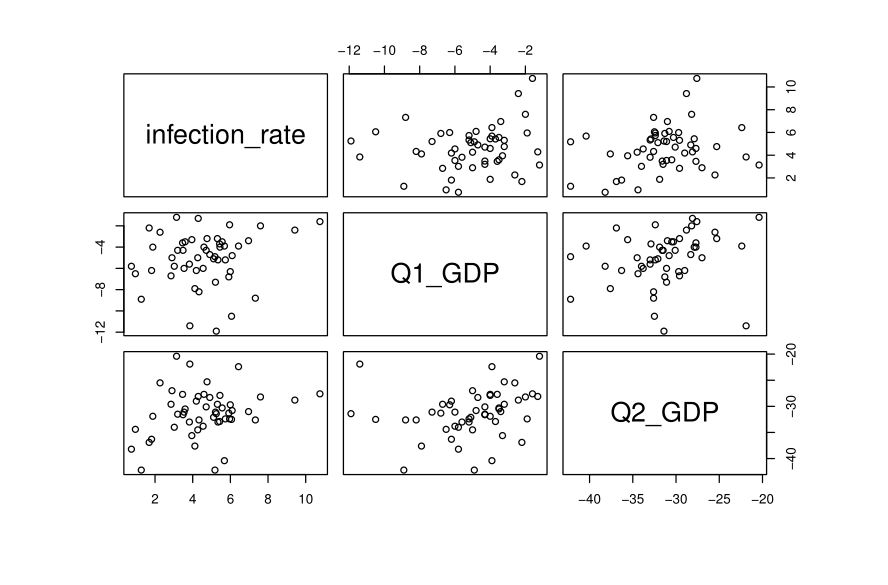 −12 −10 −8 −6 −4 −2
infection_rate
2 4 6 8 10
−12 −8 −4
Q1_GDP
Q2_GDP
−40 −30 −20
2 4 6 8 10
−40 −35 −30 −25 −20